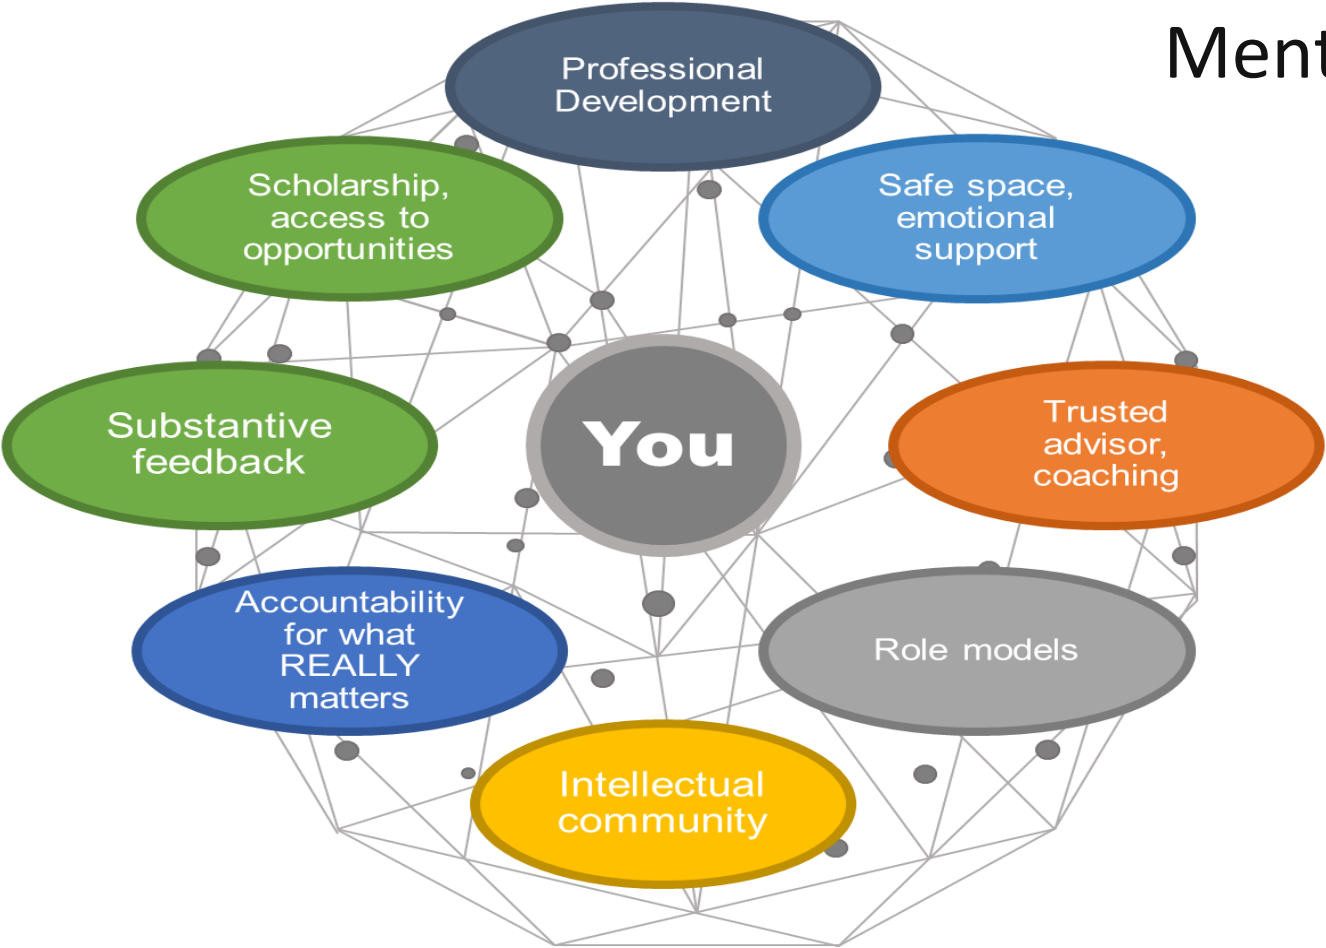 Ment
Professional
Development
Scholarship,
access to
opportunities
Safe space,
emotional
support
Substantive
feedback
You
Trusted
advisor,
coaching
Accountability
for what
REALLY
matters
Role models
Intellectual
community